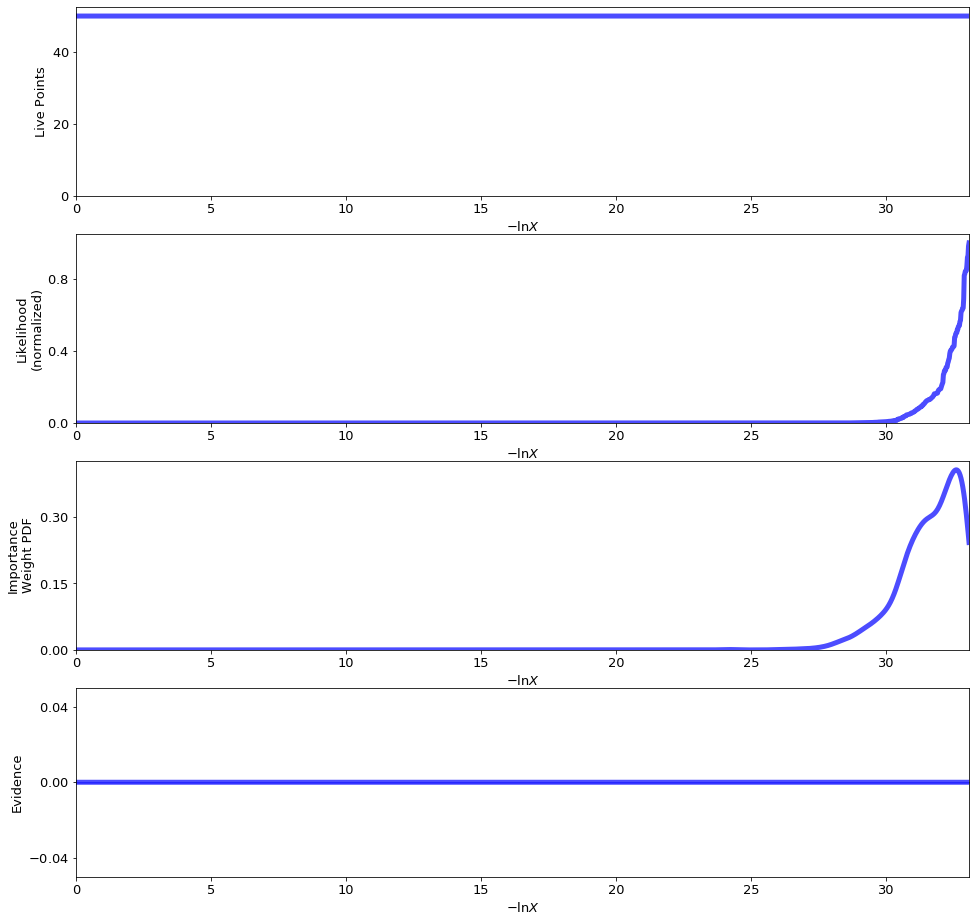 Live Points
40
20
0
0 5 10 15 20 25 30
−lnX
Likelihood
(normalized)
0.8
0.4
0.0
0 5 10 15 20 25 30
−lnX
Importance
Weight PDF
0.30
0.15
0.00
0 5 10 15 20 25 30
−lnX
Evidence
0.04
0.00
−0.04
0 5 10 15 20 25 30
−lnX